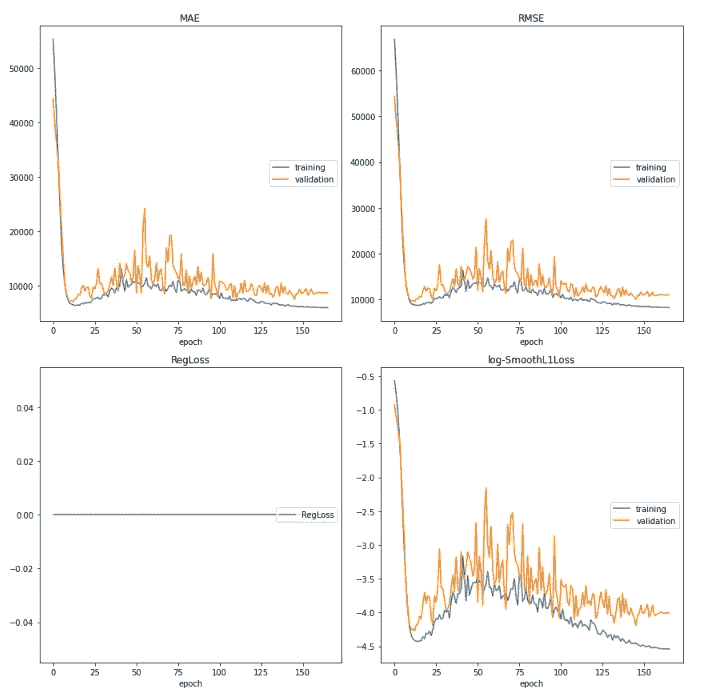 MAE
50000
40000
30000
20000
10000
training
validation
0 25 50 75 100 125 150
epoch
RMSE
60000
50000
40000
30000
20000
10000
training
validation
0 25 50 75 100 125 150
epoch
RegLoss
0.04
0.02
0.00
−0.02
−0.04
RegLoss
0 25 50 75 100 125 150
epoch
log-SmoothL1Loss
−0.5
−1.0
−1.5
−2.0
−2.5
−3.0
−3.5
−4.0
−4.5
training
validation
0 25 50 75 100 125 150
epoch